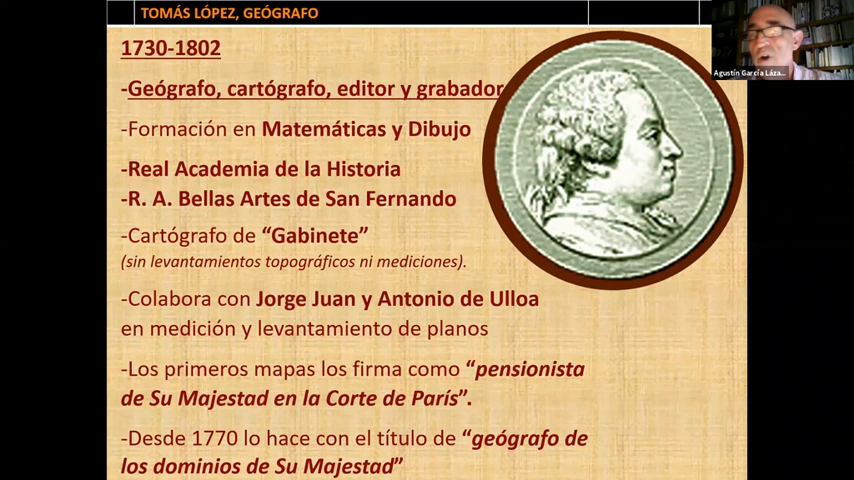 TOMÁS LÓPEZ, GEÓGRAFO
1730-1802
-Geógrafo, cartógrafo, editor y grabador
-Formación en Matemáticas y Dibujo
-Real Academia de la Historia
-R. A. Bellas Artes de San Fernando
-Cartógrafo de “Gabinete”
(sin levantamientos topográficos ni mediciones).
-Colabora con Jorge Juan y Antonio de Ulloa
en medición y levantamiento de planos
-Los primeros mapas los firma como “pensionista
de Su Majestad en la Corte de París”.
-Desde 1770 lo hace con el título de “geógrafo de
los dominios de Su Majestad”
Agustín García Láza...